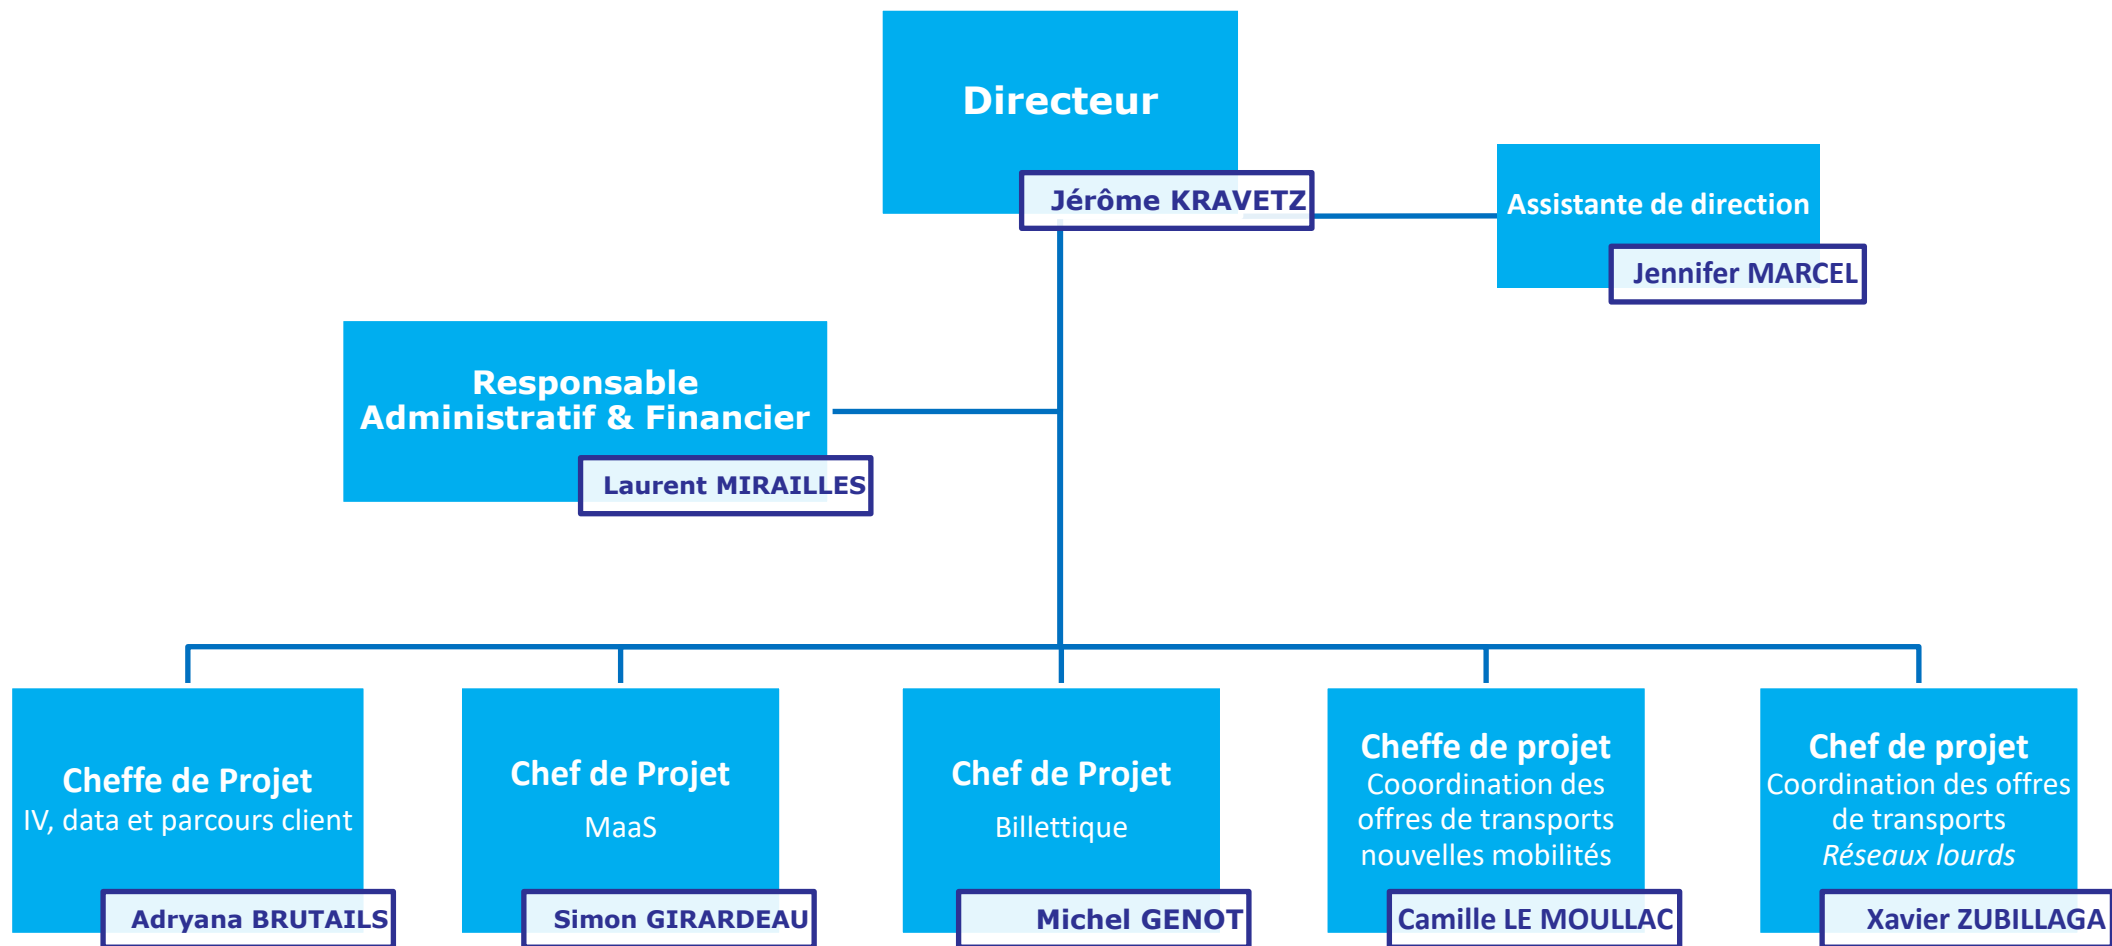 Directeur
Jérôme KRAVETZ
Assistante de direction
Jennifer MARCEL
Responsable
Administratif & Financier
Laurent MIRAILLES
Cheffe de Projet
IV, data et parcours client
Adryana BRUTAILS
Chef de Projet
MaaS
Simon GIRARDEAU
Chef de Projet
Billettique
Michel GENOT
Cheffe de projet
Cooordination des
offres de transports
nouvelles mobilités
Camille LE MOULLAC
Chef de projet
Coordination des offres
de transports
Réseaux lourds
Xavier ZUBILLAGA